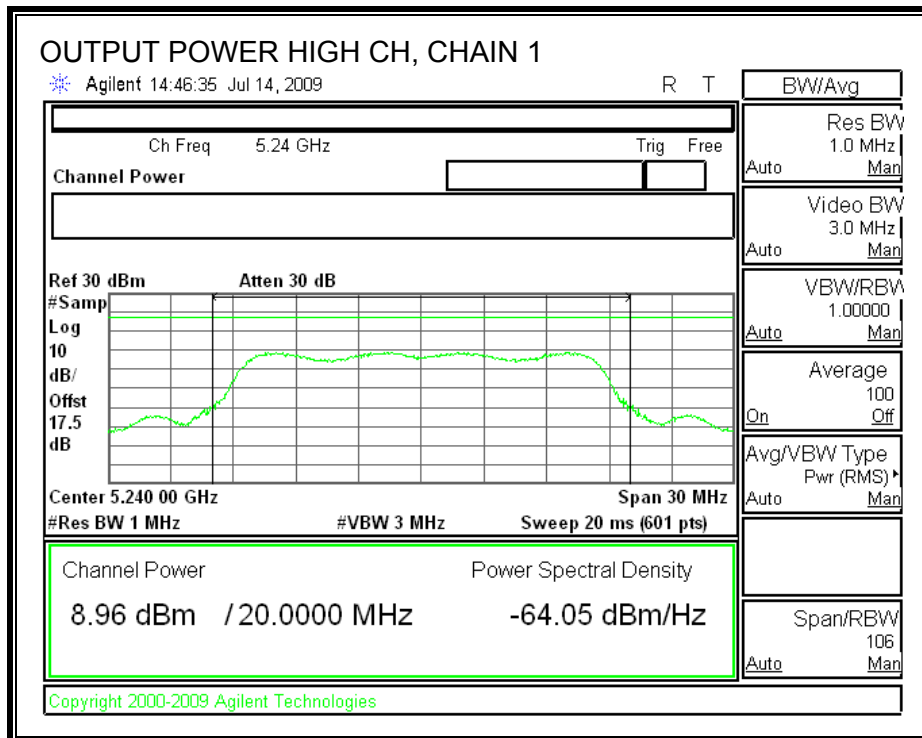 OUTPUT POWER HIGH CH, CHAIN 1
Agilent 14:46:35 Jul 14, 2009
R T
Ch Freq 5.24 GHz Trig Free
Channel Power
Ref 30 dBm Atten 30 dB
#Samp
Log
10
dB/
Offst
17.5
dB
Center 5.240 00 GHz Span 30 MHz
#Res BW 1 MHz #VBW 3 MHz Sweep 20 ms (601 pts)
Channel Power Power Spectral Density
8.96 dBm / 20.0000 MHz -64.05 dBm/Hz
Copyright 2000-2009 Agilent Technologies
BW/Avg
Res BW
1.0 MHz
Auto Man
Video BW
3.0 MHz
Auto Man
VBW/RBW
1.00000
Auto Man
Average
100
On Off
Avg/VBW Type
Pwr (RMS)
Auto Man
Span/RBW
106
Auto Man